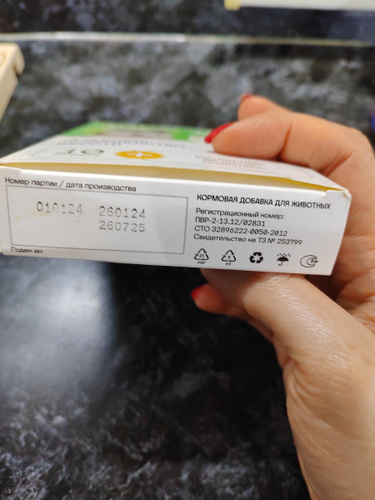 Номер партии / дата производства
010124 260124
260725
Годен до
КОРМОВАЯ ДОБАВКА ДЛЯ ЖИВОТНЫХ
Регистрационный номер:
ПВР-2-13.12/02831
СТО 32896222-0050-2012
Свидетельство на ТЗ № 253799